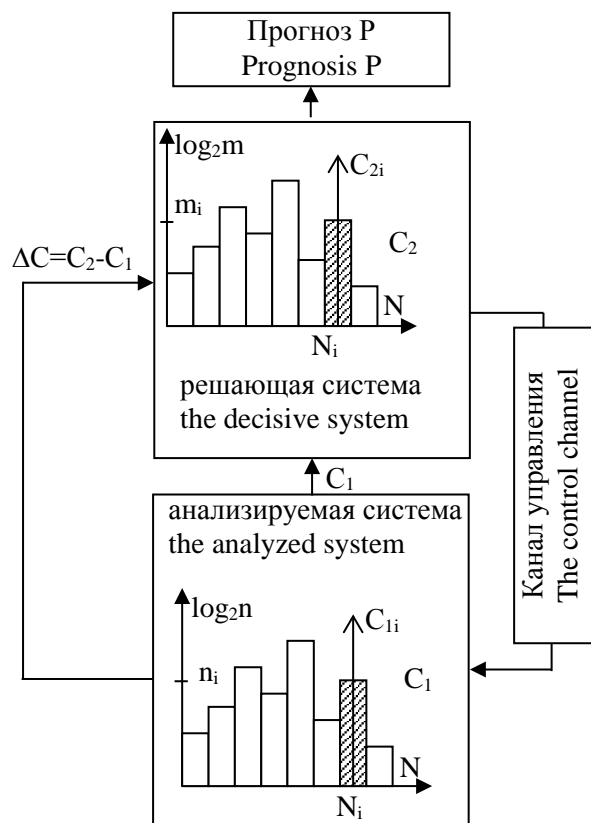 Прогноз P
Prognosis P
log₂m
C₂ᵢ
mᵢ
C₂
ΔC=C₂-C₁
N
Nᵢ
решающая система
the decisive system
Канал управления
The control channel
C₁
анализируемая система
the analyzed system
log₂n
C₁ᵢ
nᵢ
C₁
N
Nᵢ